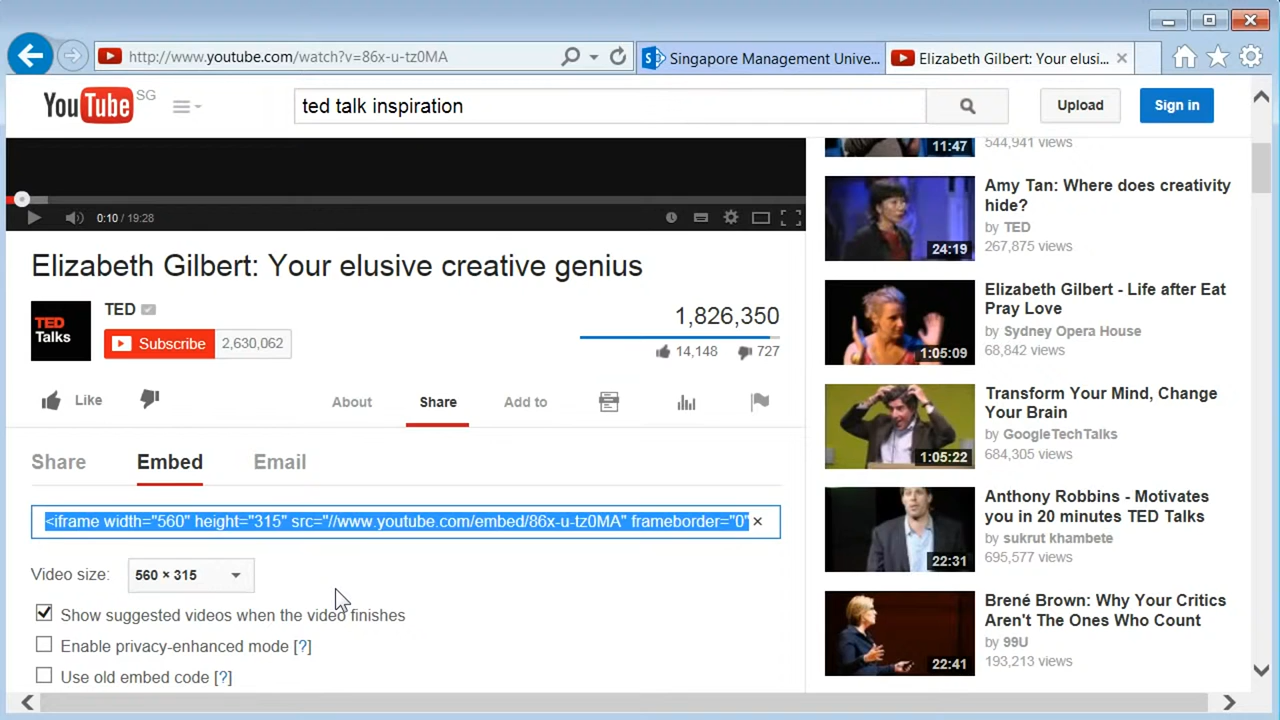 http://www.youtube.com/watch?v=86x-u-tz0MA
Singapore Management Unive...
Elizabeth Gilbert: Your elusi...
YouTube SG
ted talk inspiration
Upload
Sign in
0:10 / 19:28
Elizabeth Gilbert: Your elusive creative genius
TED Talks
TED
Subscribe 2,630,062
1,826,350
14,148 727
Like
About
Share
Add to
Share
Embed
Email
<iframe width="560" height="315" src="//www.youtube.com/embed/86x-u-tz0MA" frameborder="0"
Video size: 560 × 315
Show suggested videos when the video finishes
Enable privacy-enhanced mode [?]
Use old embed code [?]
11:47
544,941 views
24:19
Amy Tan: Where does creativity
hide?
by TED
267,875 views
1:05:09
Elizabeth Gilbert - Life after Eat
Pray Love
by Sydney Opera House
68,842 views
1:05:22
Transform Your Mind, Change
Your Brain
by GoogleTechTalks
684,305 views
22:31
Anthony Robbins - Motivates
you in 20 minutes TED Talks
by sukrut khambete
695,577 views
22:41
Brené Brown: Why Your Critics
Aren't The Ones Who Count
by 99U
193,213 views